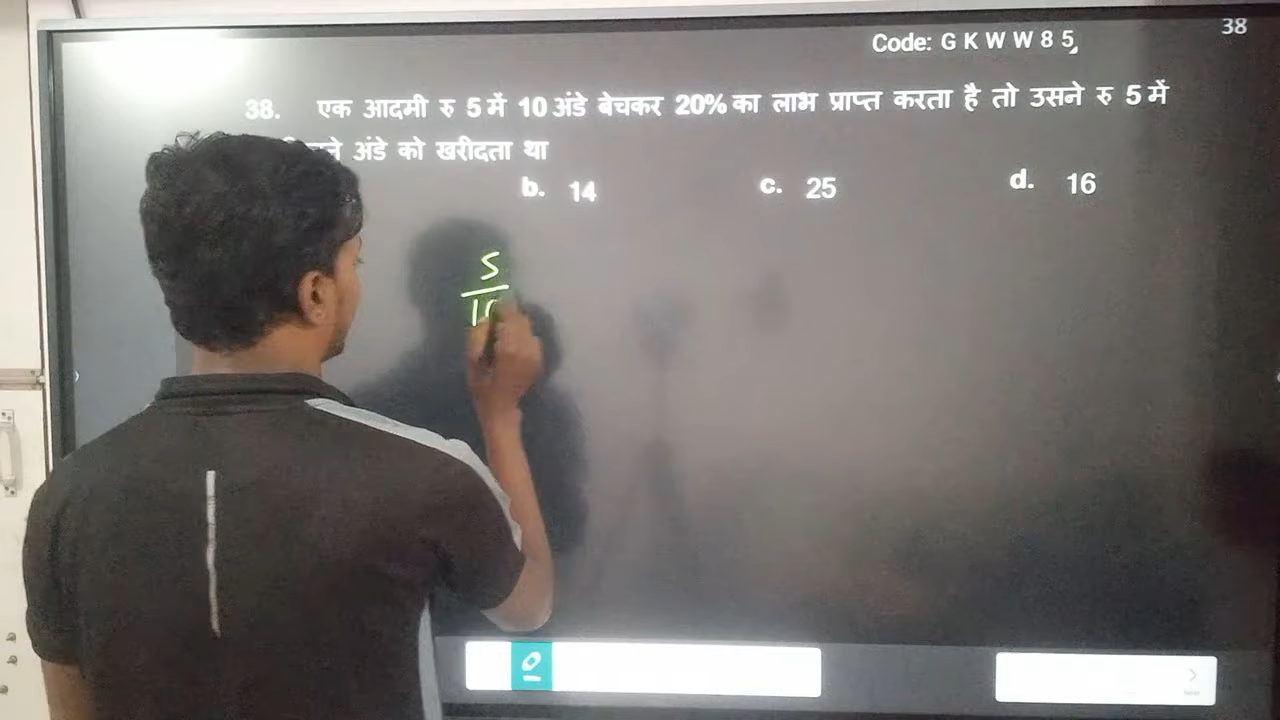 38
Code: G K W W 8 5
38. एक आदमी रु 5 में 10 अंडे बेचकर 20% का लाभ प्राप्त करता है तो उसने रु 5 में
अंडे को खरीदता था
b. 14 c. 25 d. 16
5
10